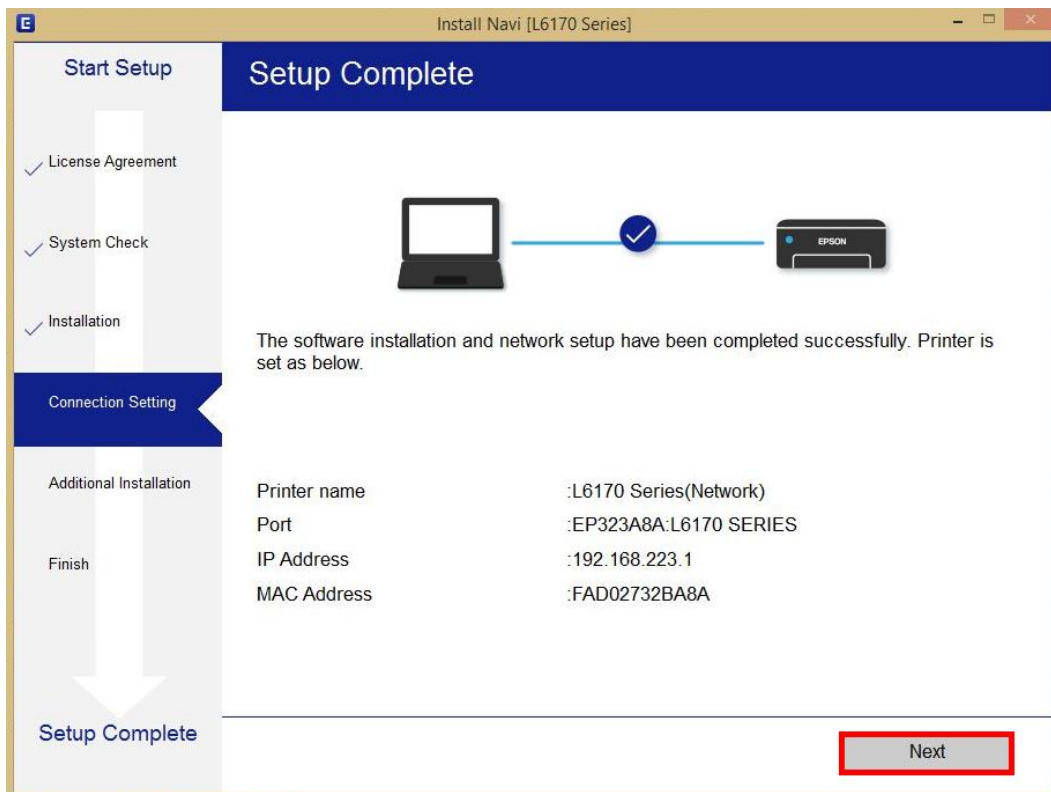 Install Navi [L6170 Series]
Start Setup
License Agreement
System Check
Installation
Connection Setting
Additional Installation
Finish
Setup Complete
Setup Complete
EPSON
The software installation and network setup have been completed successfully. Printer is
set as below.
Printer name :L6170 Series(Network)
Port :EP323A8A:L6170 SERIES
IP Address :192.168.223.1
MAC Address :FAD02732BA8A
Next